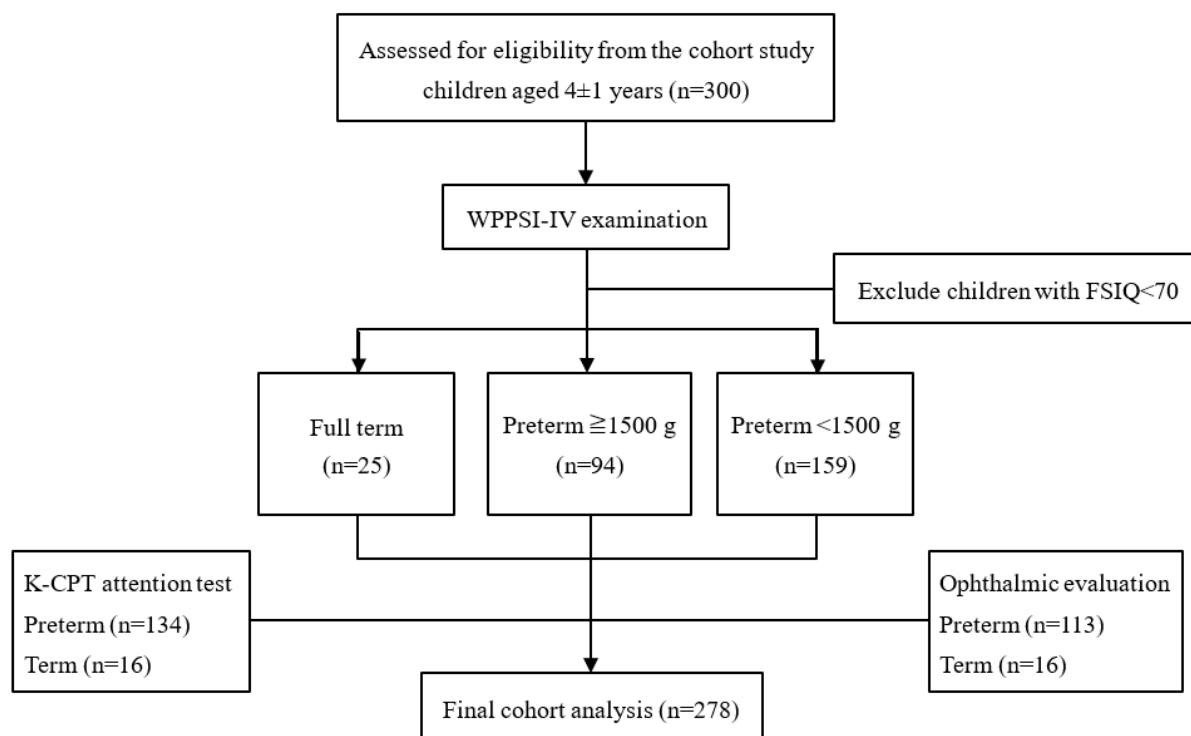 Assessed for eligibility from the cohort study
children aged 4±1 years (n=300)
WPPSI-IV examination
Exclude children with FSIQ<70
Full term
(n=25)
Preterm ≧1500 g
(n=94)
Preterm <1500 g
(n=159)
K-CPT attention test
Preterm (n=134)
Term (n=16)
Ophthalmic evaluation
Preterm (n=113)
Term (n=16)
Final cohort analysis (n=278)